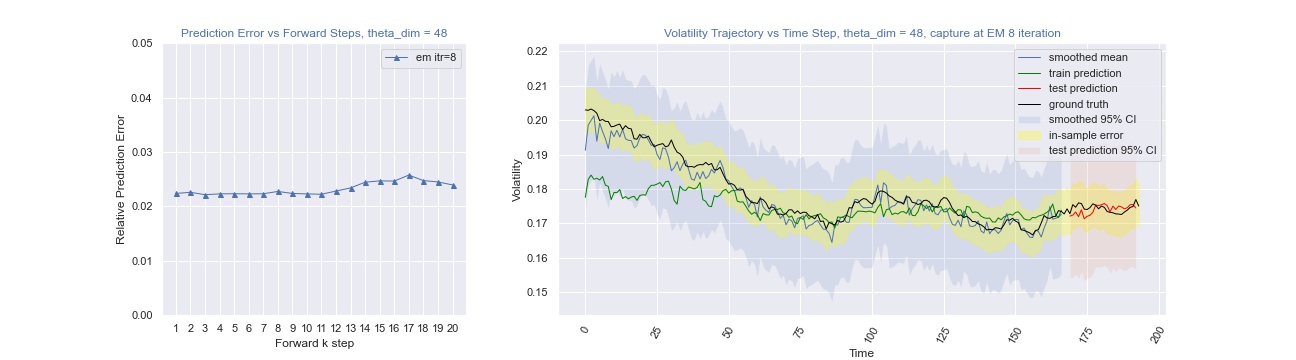 Prediction Error vs Forward Steps, theta_dim = 48
Relative Prediction Error
0.05
0.04
0.03
0.02
0.01
0.00
em itr=8
1 2 3 4 5 6 7 8 9 10 11 12 13 14 15 16 17 18 19 20
Forward k step
Volatility Trajectory vs Time Step, theta_dim = 48, capture at EM 8 iteration
Volatility
0.22
0.21
0.20
0.19
0.18
0.17
0.16
0.15
smoothed mean
train prediction
test prediction
ground truth
smoothed 95% CI
in-sample error
test prediction 95% CI
0 25 50 75 100 125 150 175 200
Time